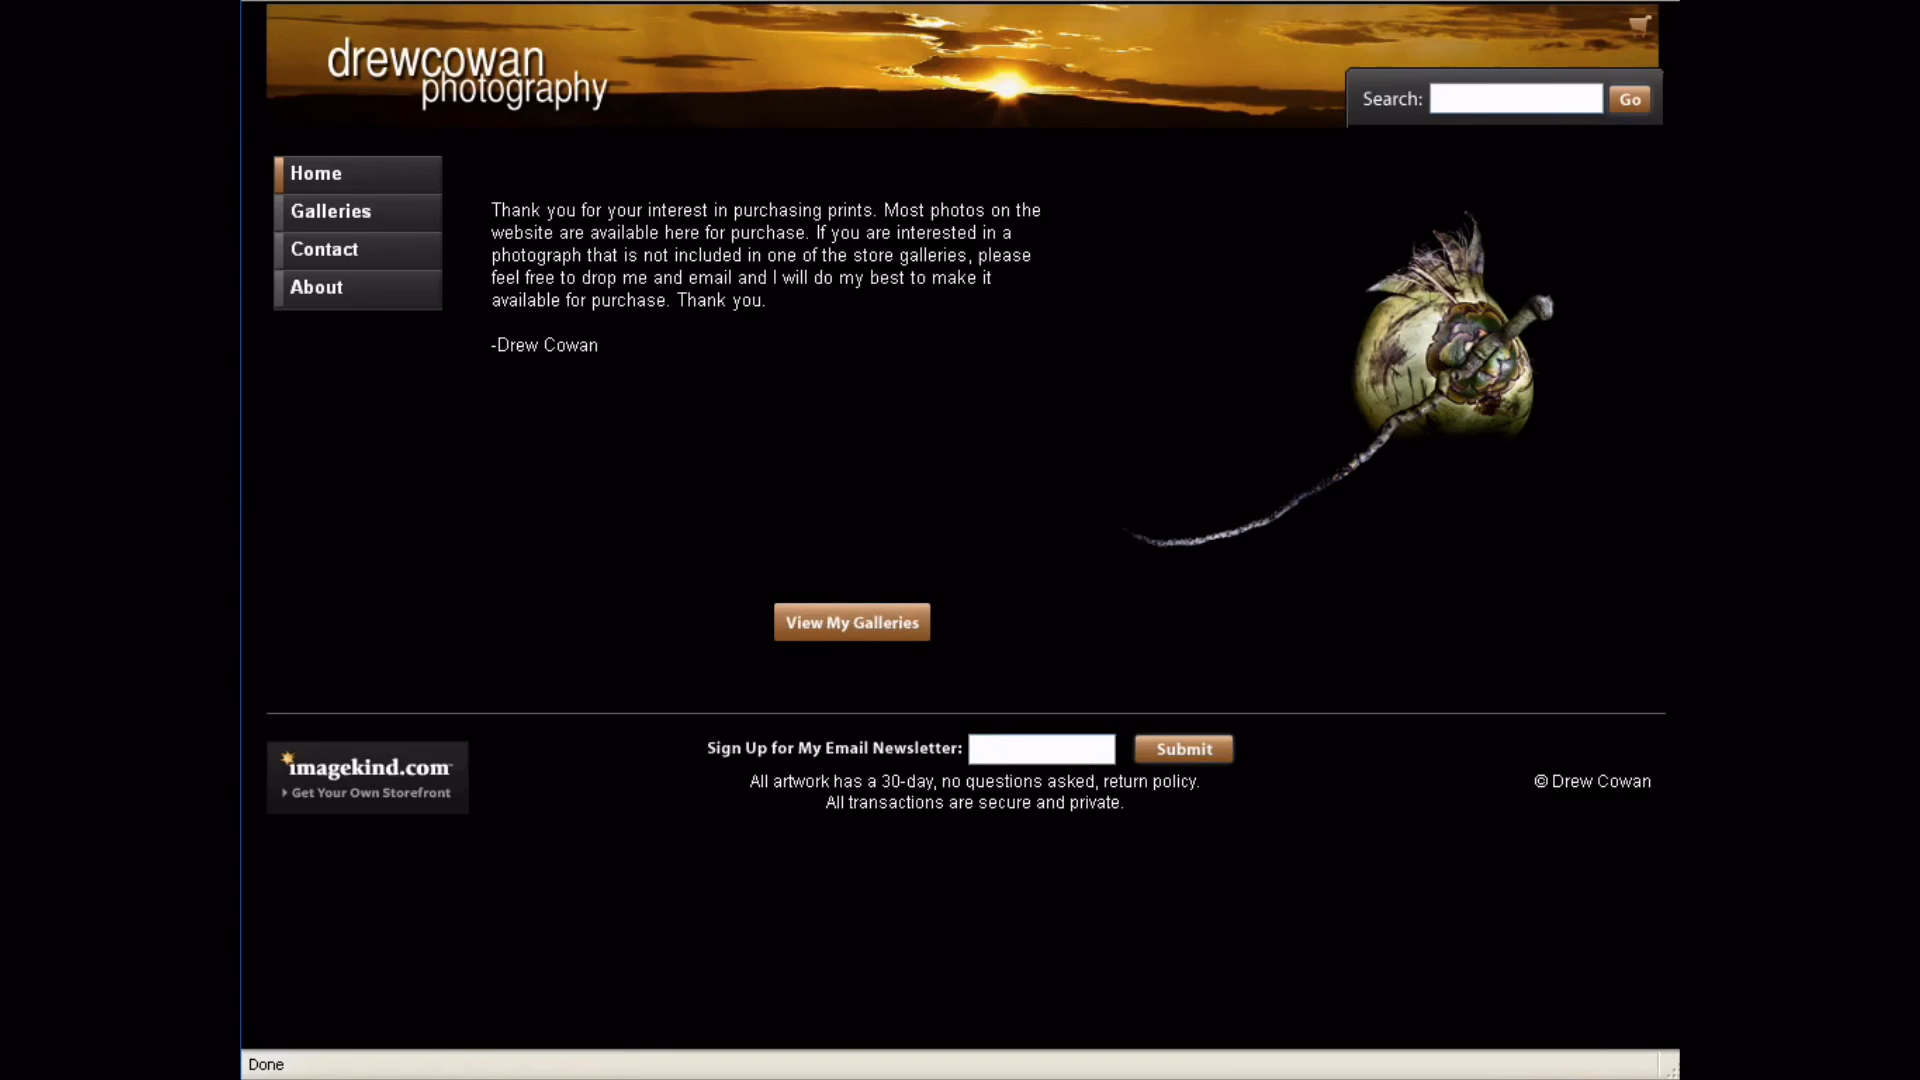 drewcowan
photography
Search:
Go
Home
Galleries
Contact
About
Thank you for your interest in purchasing prints. Most photos on the
website are available here for purchase. If you are interested in a
photograph that is not included in one of the store galleries, please
feel free to drop me and email and I will do my best to make it
available for purchase. Thank you.
-Drew Cowan
View My Galleries
imagekind.com
Get Your Own Storefront
Sign Up for My Email Newsletter:
Submit
All artwork has a 30-day, no questions asked, return policy.
All transactions are secure and private.
© Drew Cowan
Done